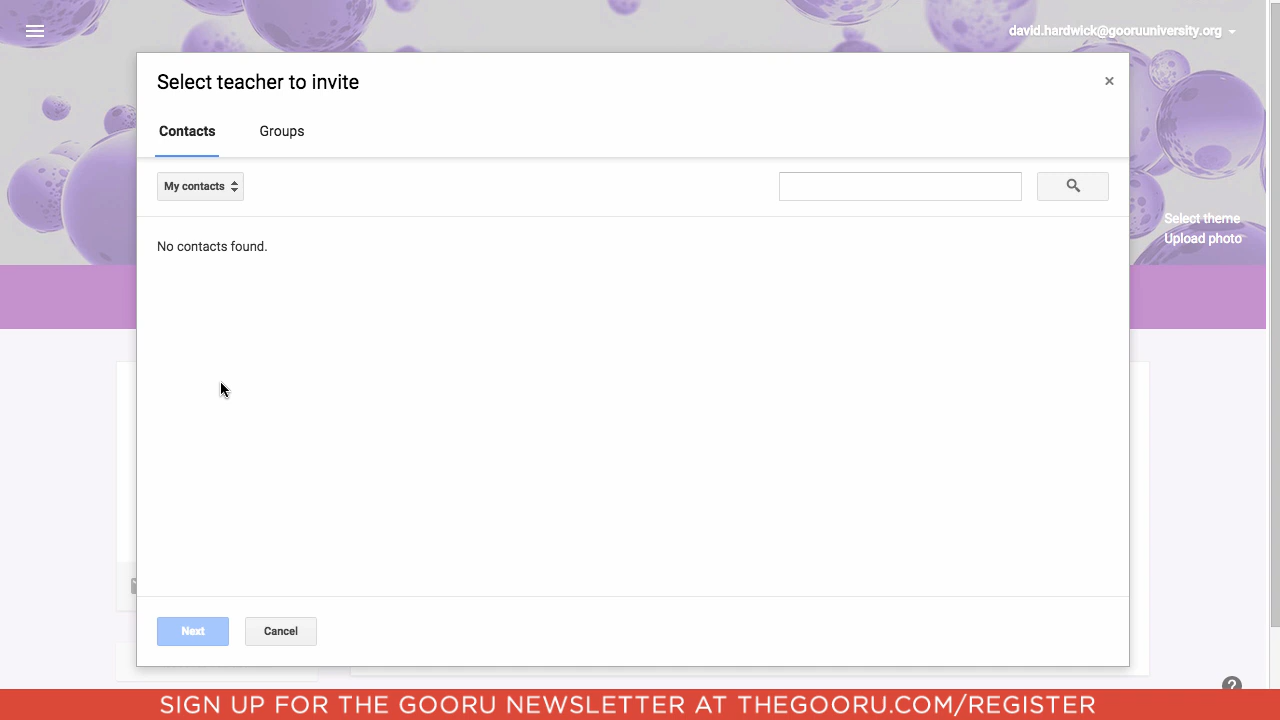 david.hardwick@gooruuniversity.org
Select teacher to invite
×
Contacts Groups
My contacts
Select theme
Upload photo
No contacts found.
Next Cancel
?
SIGN UP FOR THE GOORU NEWSLETTER AT THEGOORU.COM/REGISTER